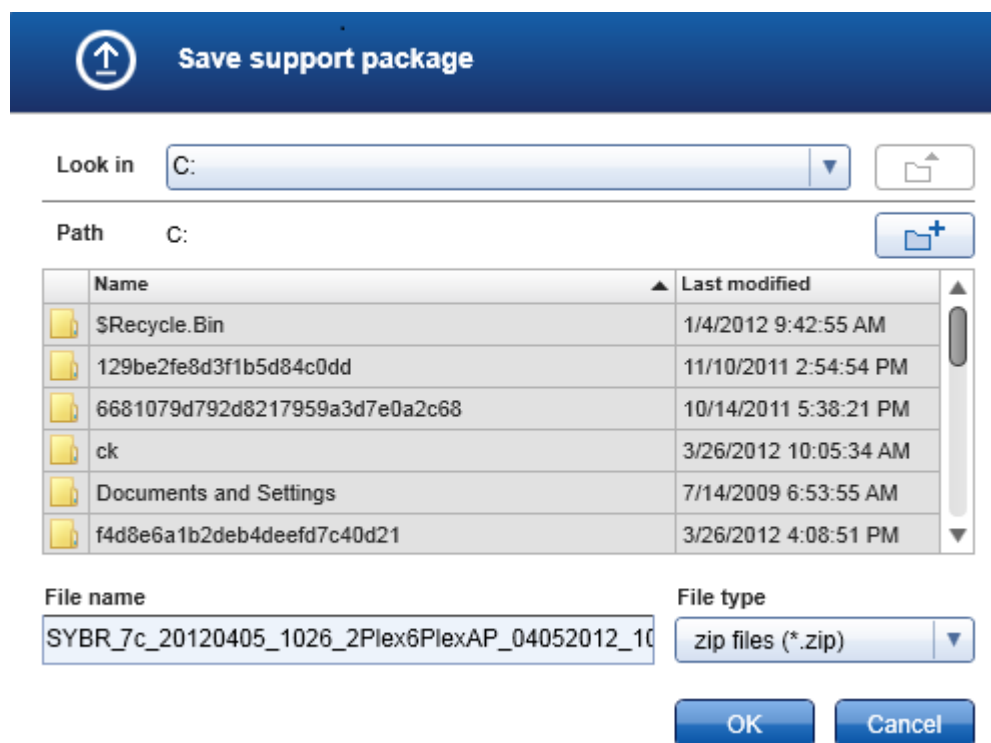 Save support package
Look in C:
Path C:
Name Last modified
$Recycle.Bin 1/4/2012 9:42:55 AM
129be2fe8d3f1b5d84c0dd 11/10/2011 2:54:54 PM
6681079d792d8217959a3d7e0a2c68 10/14/2011 5:38:21 PM
ck 3/26/2012 10:05:34 AM
Documents and Settings 7/14/2009 6:53:55 AM
f4d8e6a1b2deb4deefd7c40d21 3/26/2012 4:08:51 PM
File name File type
SYBR_7c_20120405_1026_2Plex6PlexAP_04052012_10 zip files (*.zip)
OK Cancel